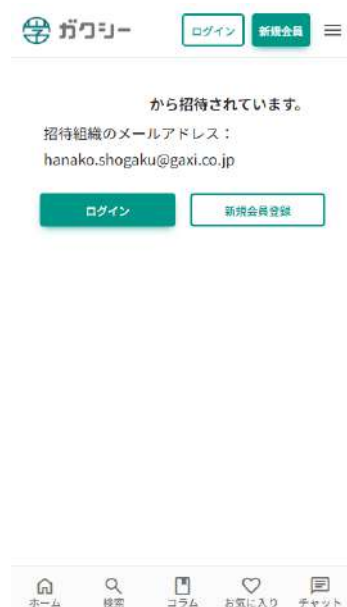 ガクシー ログイン 新規会員
から招待されています。
招待組織のメールアドレス：
hanako.shogaku@gaxi.co.jp
ログイン 新規会員登録
ホーム 検索 コラム お気に入り チャット